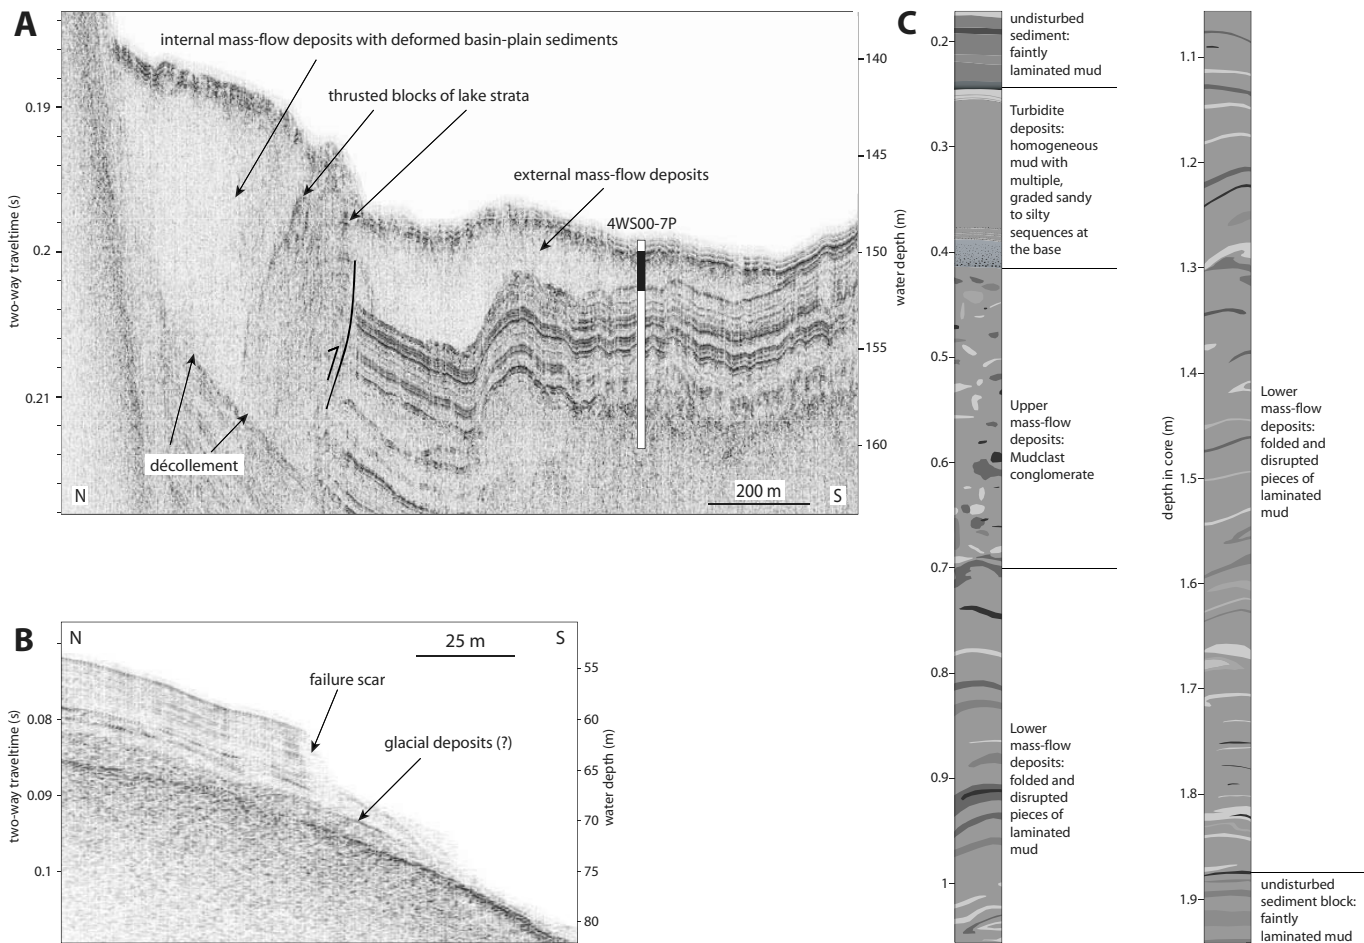 A
internal mass-flow deposits with deformed basin-plain sediments
thrusted blocks of lake strata
external mass-flow deposits
4WS00-7P
décollement
N
200 m
S
two-way traveltime (s)
0.19
0.2
0.21
water depth (m)
140
145
150
155
160
B
N
25 m
S
failure scar
glacial deposits (?)
two-way traveltime (s)
0.08
0.09
0.1
water depth (m)
55
60
65
70
75
80
C
0.2
0.3
0.4
0.5
0.6
0.7
0.8
0.9
1
undisturbed
sediment:
faintly
laminated mud
Turbidite
deposits:
homogeneous
mud with
multiple,
graded sandy
to silty
sequences at
the base
Upper
mass-flow
deposits:
Mudclast
conglomerate
Lower
mass-flow
deposits:
folded and
disrupted
pieces of
laminated
mud
depth in core (m)
1.1
1.2
1.3
1.4
1.5
1.6
1.7
1.8
1.9
Lower
mass-flow
deposits:
folded and
disrupted
pieces of
laminated
mud
undisturbed
sediment block:
faintly
laminated mud